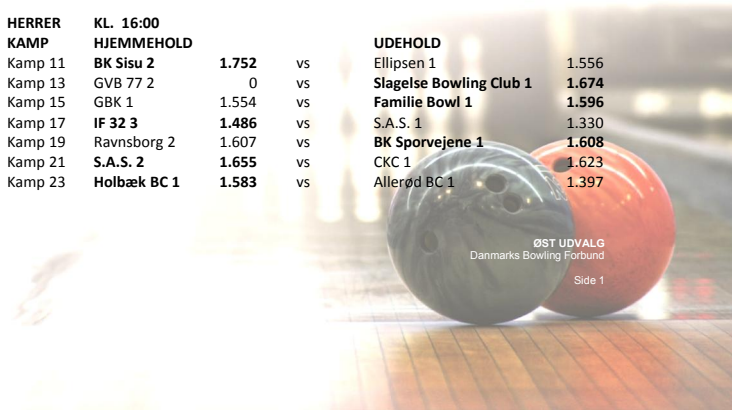 HERRER KL. 16:00
KAMP HJEMMEHOLD UDEHOLD
Kamp 11 BK Sisu 2 1.752 vs Ellipsen 1 1.556
Kamp 13 GVB 77 2 0 vs Slagelse Bowling Club 1 1.674
Kamp 15 GBK 1 1.554 vs Familie Bowl 1 1.596
Kamp 17 IF 32 3 1.486 vs S.A.S. 1 1.330
Kamp 19 Ravnsborg 2 1.607 vs BK Sporvejene 1 1.608
Kamp 21 S.A.S. 2 1.655 vs CKC 1 1.623
Kamp 23 Holbæk BC 1 1.583 vs Allerød BC 1 1.397
ØST UDVALG
Danmarks Bowling Forbund
Side 1